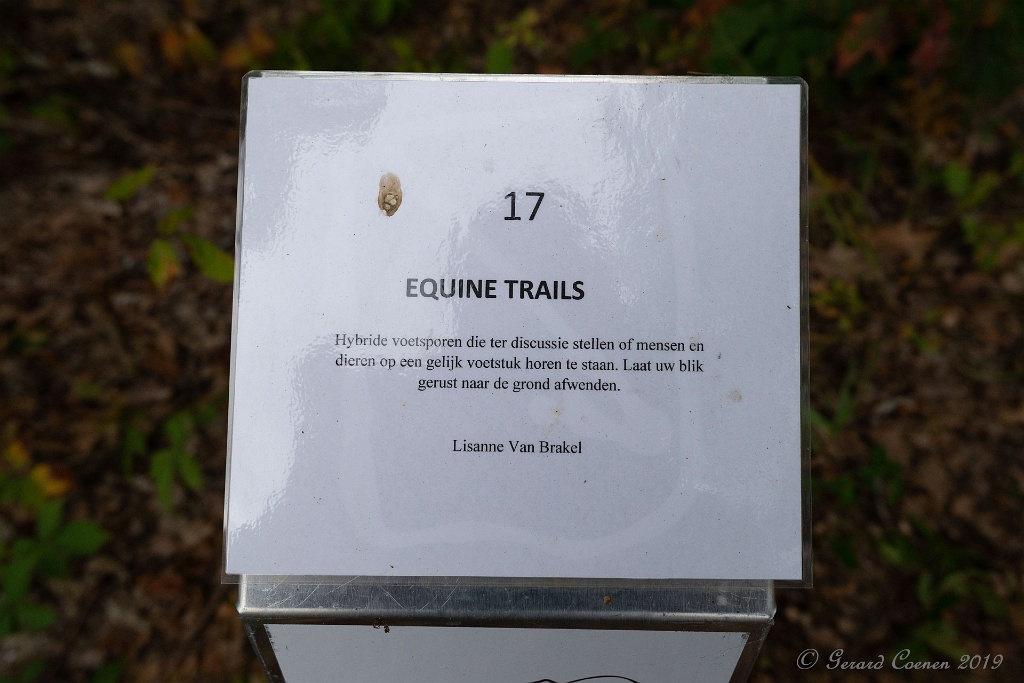 17
EQUINE TRAILS
Hybride voetsporen die ter discussie stellen of mensen en
dieren op een gelijk voetstuk horen te staan. Laat uw blik
gerust naar de grond afwenden.
Lisanne Van Brakel
© Gerard Coenen 2019